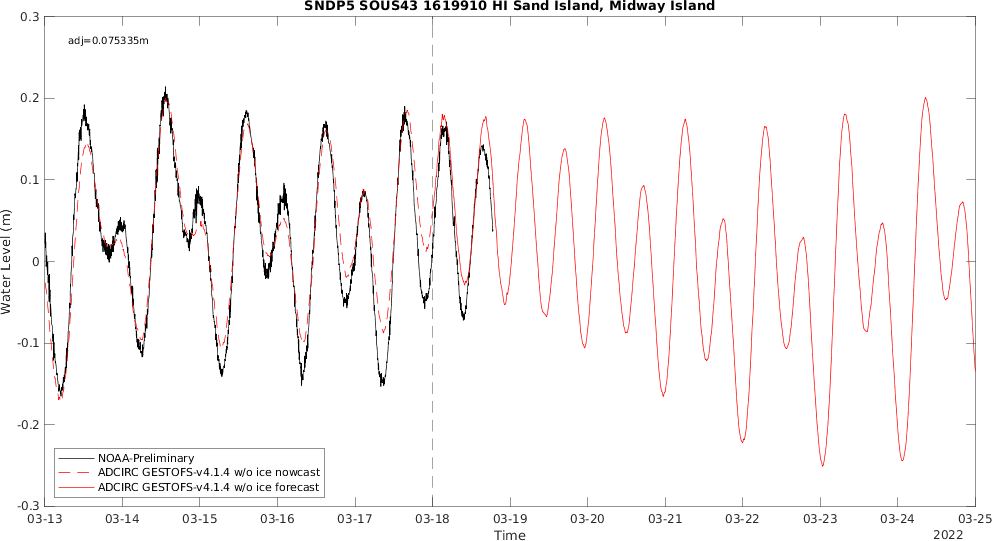 SNDP5 SOUS43 1619910 HI Sand Island, Midway Island
adj=0.075335m
0.3
0.2
0.1
0
-0.1
-0.2
-0.3
Water Level (m)
NOAA-Preliminary
ADCIRC GESTOFS-v4.1.4 w/o ice nowcast
ADCIRC GESTOFS-v4.1.4 w/o ice forecast
03-13 03-14 03-15 03-16 03-17 03-18 03-19 03-20 03-21 03-22 03-23 03-24 03-25
Time
2022